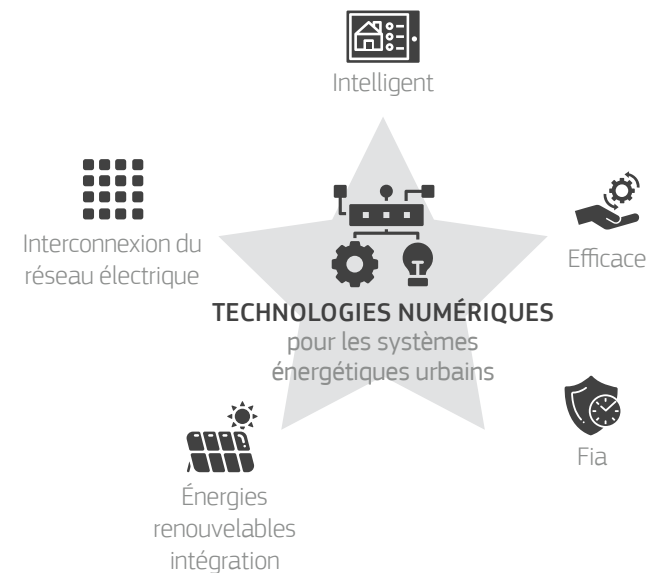 Intelligent
Interconnexion du
réseau électrique
Efficace
TECHNOLOGIES NUMÉRIQUES
pour les systèmes
énergétiques urbains
Fia
Énergies
renouvelables
intégration